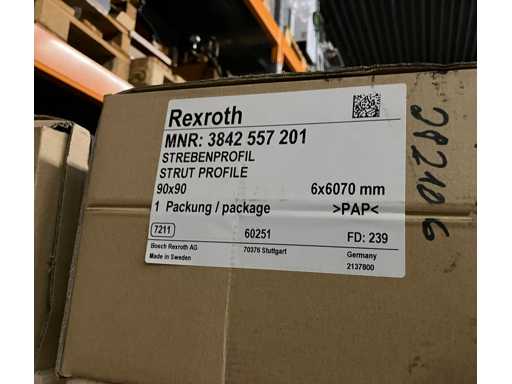 Rexroth
MNR: 3842 557 201
STREBENPROFIL
STRUT PROFILE
90x90 6x6070 mm
1 Packung / package >PAP<
7211 60251 FD: 239
Bosch Rexroth AG 70376 Stuttgart Germany
Made in Sweden 2137800